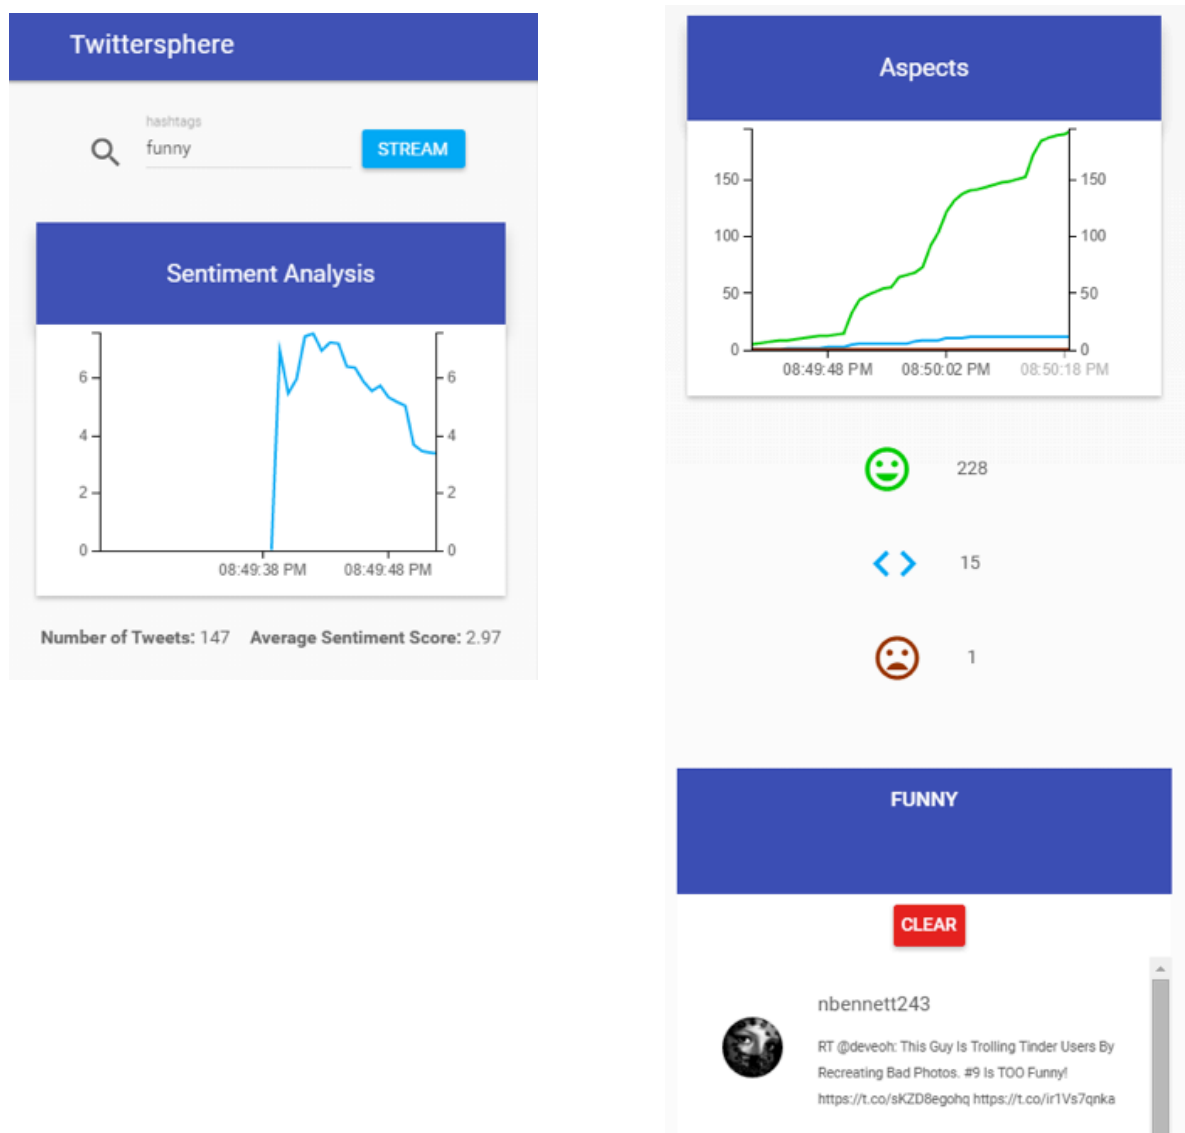 Twittersphere
hashtags
funny
STREAM
Sentiment Analysis
6
4
2
0
6
4
2
0
08:49:38 PM 08:49:48 PM
Number of Tweets: 147 Average Sentiment Score: 2.97
Aspects
150
100
50
0
150
100
50
0
08:49:48 PM 08:50:02 PM 08:50:18 PM
228
15
1
FUNNY
CLEAR
nbennett243
RT @deveoh: This Guy Is Trolling Tinder Users By
Recreating Bad Photos. #9 Is TOO Funny!
https://t.co/sKZD8egohq https://t.co/ir1Vs7qnka